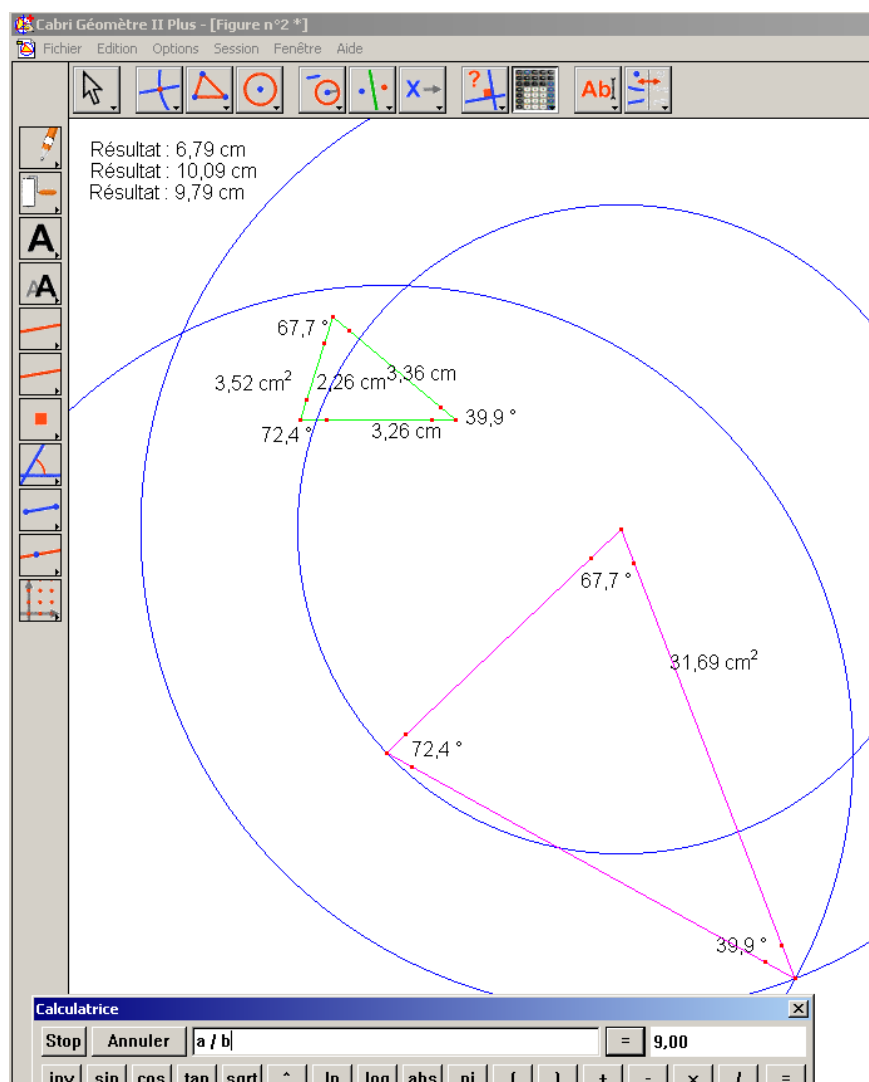 Cabri Géomètre II Plus - [Figure n°2 *]
Fichier Edition Options Session Fenêtre Aide
? X Ab
Résultat : 6,79 cm
Résultat : 10,09 cm
Résultat : 9,79 cm
A
AA
67,7 °
3,52 cm² 2,26 cm 3,36 cm
72,4 ° 3,26 cm 39,9 °
67,7 °
31,69 cm²
72,4 °
39,9 °
Calculatrice
Stop Annuler a / b = 9,00
inv sin cos tan sqrt ^ ln log abs pi ( ) + - x / =